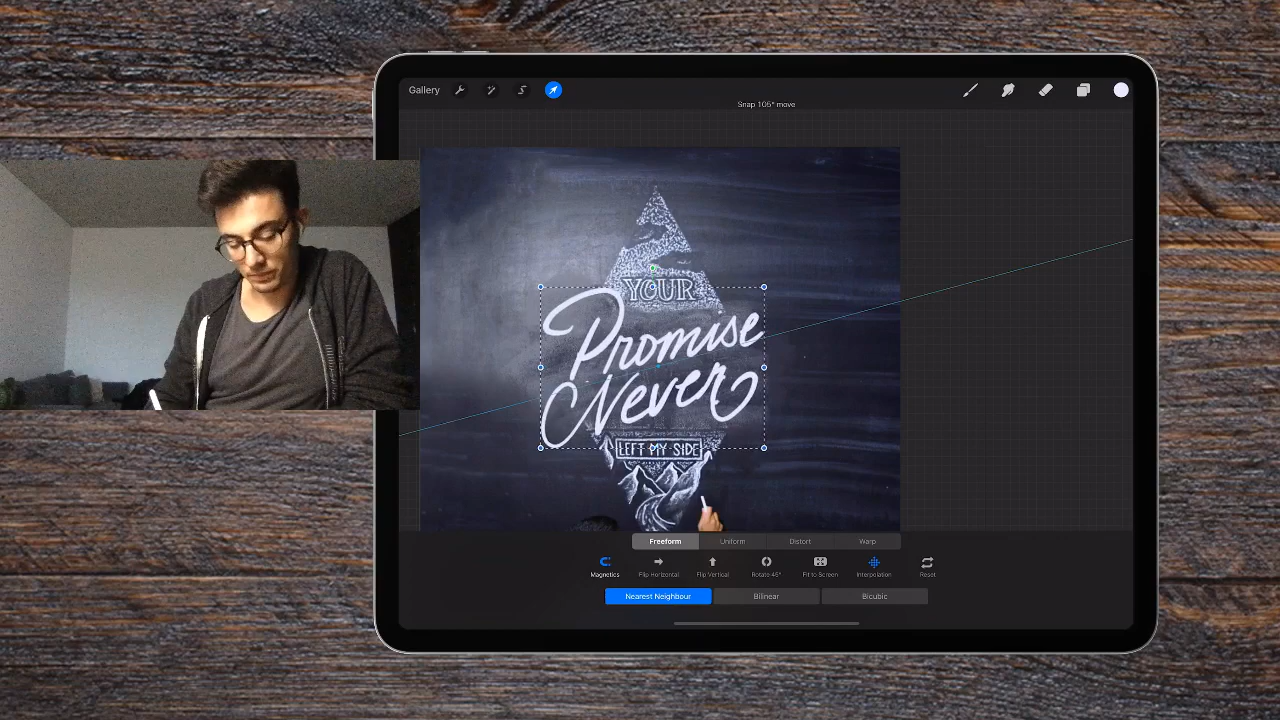 Gallery
Snap 105° move
YOUR
Promise
Never
LEFT MY SIDE
Freeform Uniform Distort Warp
Magnetics Flip Horizontal Flip Vertical Rotate 45° Fit to Screen Interpolation Reset
Nearest Neighbour Bilinear Bicubic